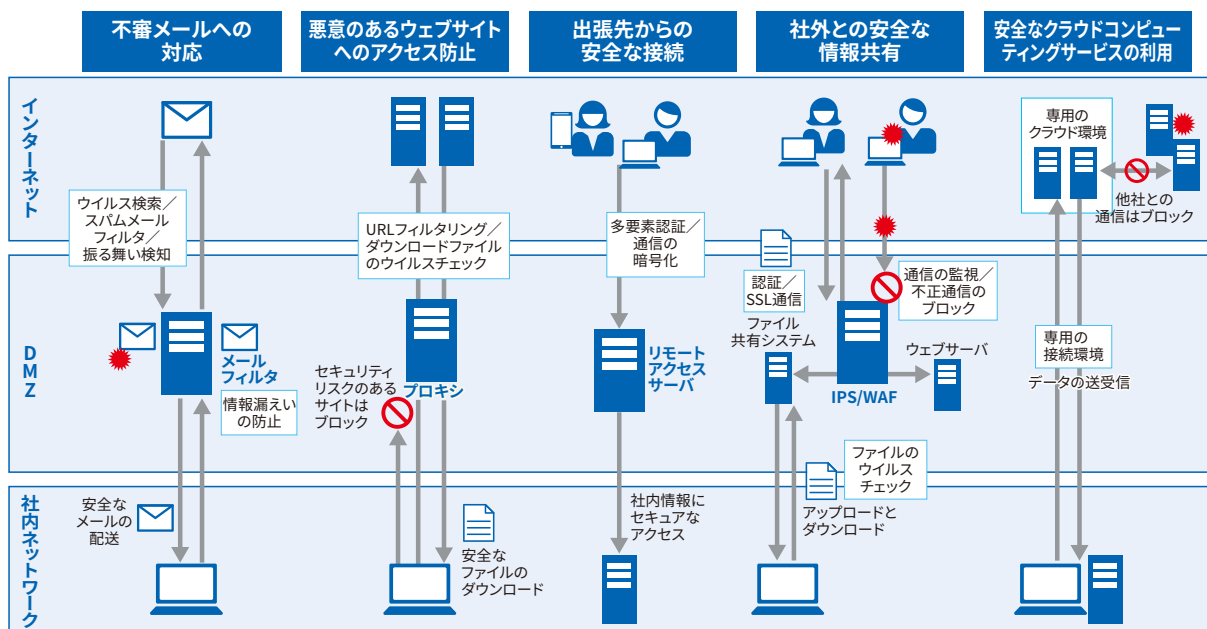 不審メールへの
対応
悪意のあるウェブサイト
へのアクセス防止
出張先からの
安全な接続
社外との安全な
情報共有
安全なクラウドコンピュー
ティングサービスの利用
インターネット
ウイルス検索／
スパムメール
フィルタ／
振る舞い検知
URLフィルタリング／
ダウンロードファイル
のウイルスチェック
多要素認証／
通信の
暗号化
専用の
クラウド環境
他社との
通信はブロック
DMZ
メール
フィルタ
情報漏えい
の防止
セキュリティ
リスクのある
サイトは
ブロック
プロキシ
リモート
アクセス
サーバ
認証／
SSL通信
ファイル
共有システム
通信の監視／
不正通信の
ブロック
ウェブサーバ
IPS/WAF
専用の
接続環境
データの送受信
ファイルの
ウイルス
チェック
社内ネットワーク
安全な
メールの
配送
安全な
ファイルの
ダウンロード
社内情報に
セキュアな
アクセス
アップロードと
ダウンロード